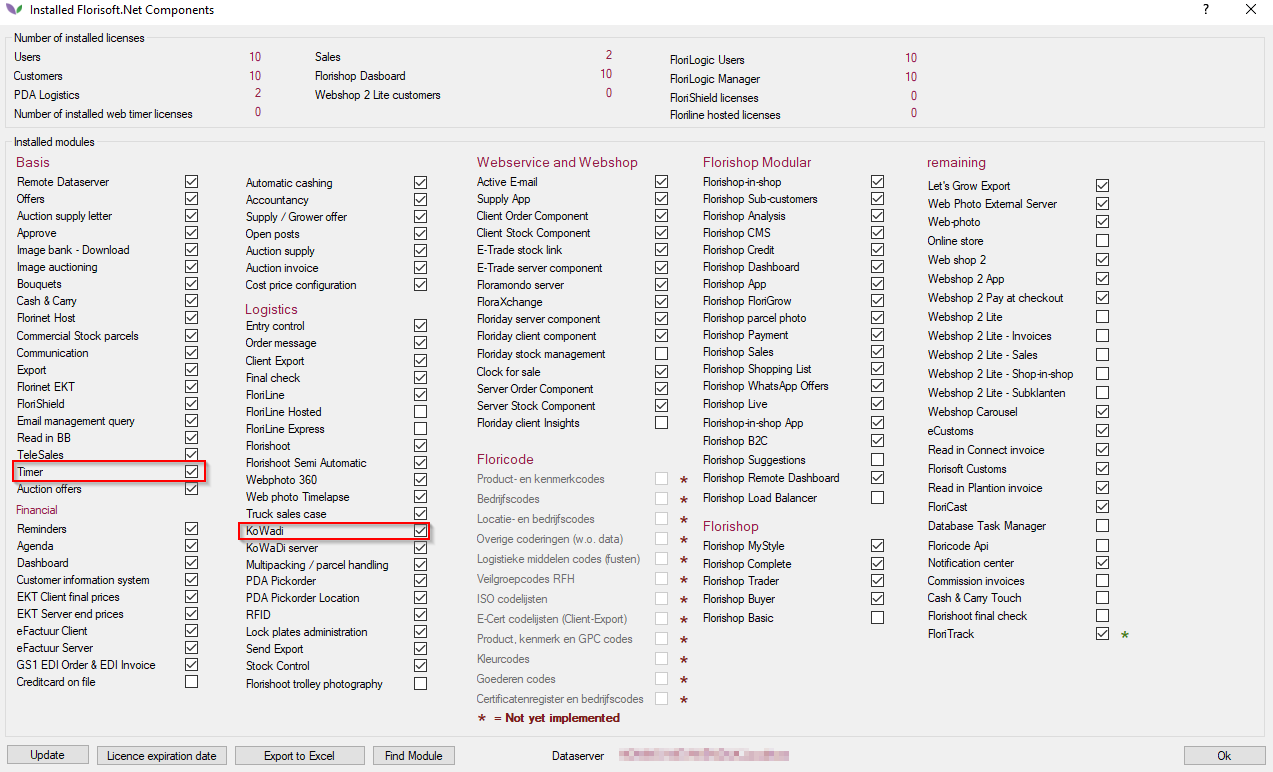 Installed Florisoft.Net Components
?
Number of installed licenses
Users 10
Customers 10
PDA Logistics 2
Number of installed web timer licenses 0
Sales 2
Florishop Dasboard 10
Webshop 2 Lite customers 0
FloriLogic Users 10
FloriLogic Manager 10
FloriShield licenses 0
Floriline hosted licenses 0
Installed modules
Basis
Remote Dataserver
Offers
Auction supply letter
Approve
Image bank - Download
Image auctioning
Bouquets
Cash & Carry
Florinet Host
Commercial Stock parcels
Communication
Export
Florinet EKT
FloriShield
Email management query
Read in BB
TeleSales
Timer
Auction offers
Financial
Reminders
Agenda
Dashboard
Customer information system
EKT Client final prices
EKT Server end prices
eFactuur Client
eFactuur Server
GS1 EDI Order & EDI Invoice
Creditcard on file
Automatic cashing
Accountancy
Supply / Grower offer
Open posts
Auction supply
Auction invoice
Cost price configuration
Logistics
Entry control
Order message
Client Export
Final check
FloriLine
FloriLine Hosted
FloriLine Express
Florishoot
Florishoot Semi Automatic
Webphoto 360
Web photo Timelapse
Truck sales case
KoWadi
KoWaDi server
Multipacking / parcel handling
PDA Pickorder
PDA Pickorder Location
RFID
Lock plates administration
Send Export
Stock Control
Florishoot trolley photography
Webservice and Webshop
Active E-mail
Supply App
Client Order Component
Client Stock Component
E-Trade stock link
E-Trade server component
Floramondo server
FloraXchange
Floriday server component
Floriday client component
Floriday stock management
Clock for sale
Server Order Component
Server Stock Component
Floriday client Insights
Floricode
Product- en kenmerkcodes *
Bedrijfscodes *
Locatie- en bedrijfscodes *
Overige coderingen (w.o. data) *
Logistieke middelen codes (fusten) *
Veilgroepcodes RFH *
ISO codelijsten *
E-Cert codelijsten (Client-Export) *
Product, kenmerk en GPC codes *
Kleurcodes *
Goederen codes *
Certificatenregister en bedrijfscodes *
* = Not yet implemented
Florishop Modular
Florishop-in-shop
Florishop Sub-customers
Florishop Analysis
Florishop CMS
Florishop Credit
Florishop Dashboard
Florishop App
Florishop FloriGrow
Florishop parcel photo
Florishop Payment
Florishop Sales
Florishop Shopping List
Florishop WhatsApp Offers
Florishop Live
Florishop-in-shop App
Florishop B2C
Florishop Suggestions
Florishop Remote Dashboard
Florishop Load Balancer
Florishop
Florishop MyStyle
Florishop Complete
Florishop Trader
Florishop Buyer
Florishop Basic
remaining
Let's Grow Export
Web Photo External Server
Web-photo
Online store
Web shop 2
Webshop 2 App
Webshop 2 Pay at checkout
Webshop 2 Lite
Webshop 2 Lite - Invoices
Webshop 2 Lite - Sales
Webshop 2 Lite - Shop-in-shop
Webshop 2 Lite - Subklanten
Webshop Carousel
eCustoms
Read in Connect invoice
Florisoft Customs
Read in Plantion invoice
FloriCast
Database Task Manager
Floricode Api
Notification center
Commission invoices
Cash & Carry Touch
Florishoot final check
FloriTrack *
Update
Licence expiration date
Export to Excel
Find Module
Dataserver
Ok